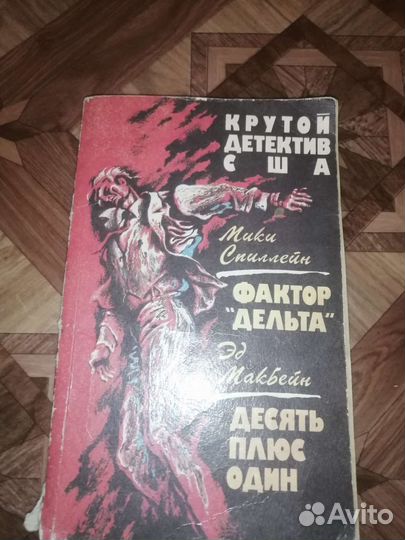 КРУТОЙ
ДЕТЕКТИВ
США
Мики
Спиллейн
ФАКТОР
"ДЕЛЬТА"
Эд
Макбейн
ДЕСЯТЬ
ПЛЮС
ОДИН
Avito